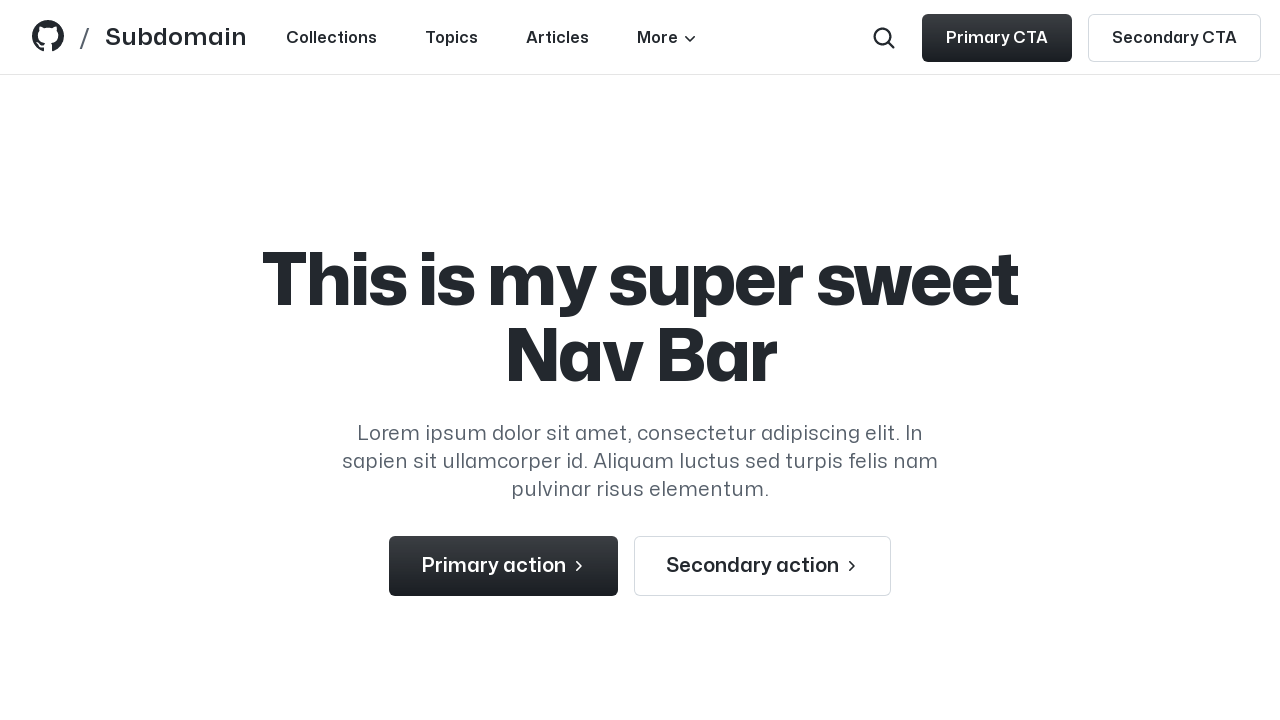 / Subdomain Collections Topics Articles More Primary CTA Secondary CTA
This is my super sweet
Nav Bar
Lorem ipsum dolor sit amet, consectetur adipiscing elit. In
sapien sit ullamcorper id. Aliquam luctus sed turpis felis nam
pulvinar risus elementum.
Primary action Secondary action